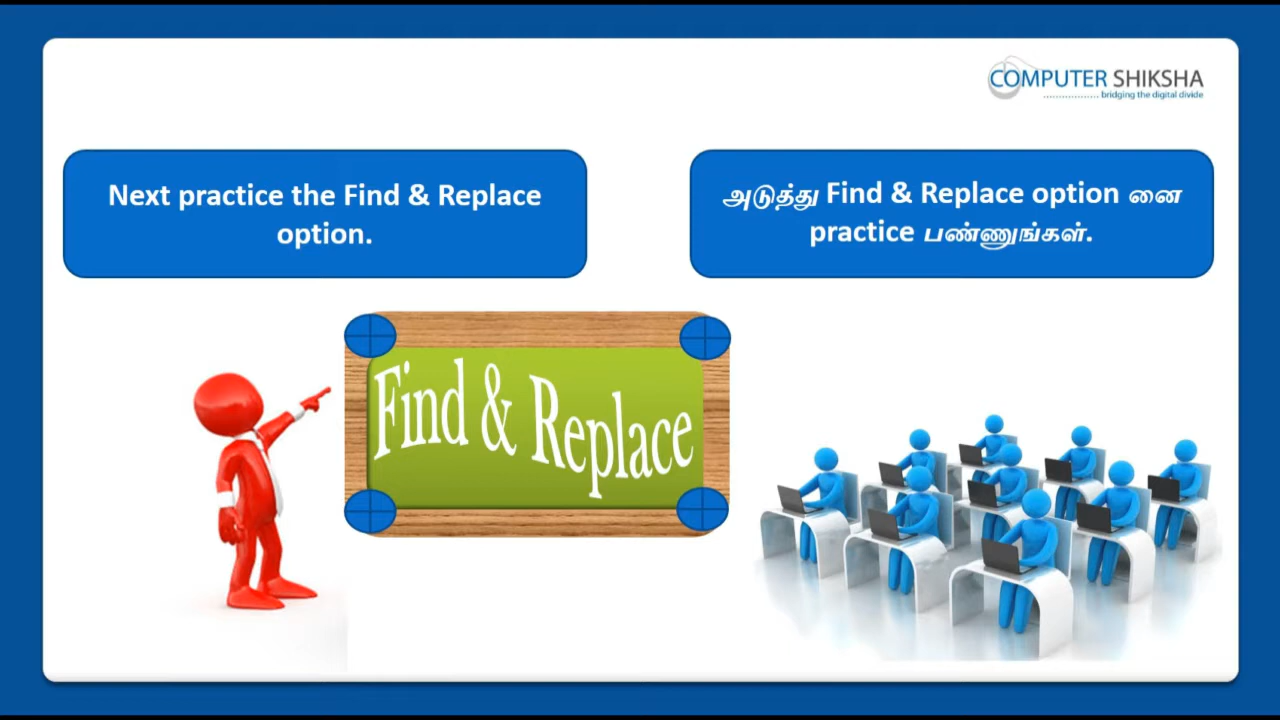 COMPUTER SHIKSHA
bridging the digital divide
Next practice the Find & Replace
option.
அடுத்து Find & Replace option னை
practice பண்ணுங்கள்.
Find & Replace